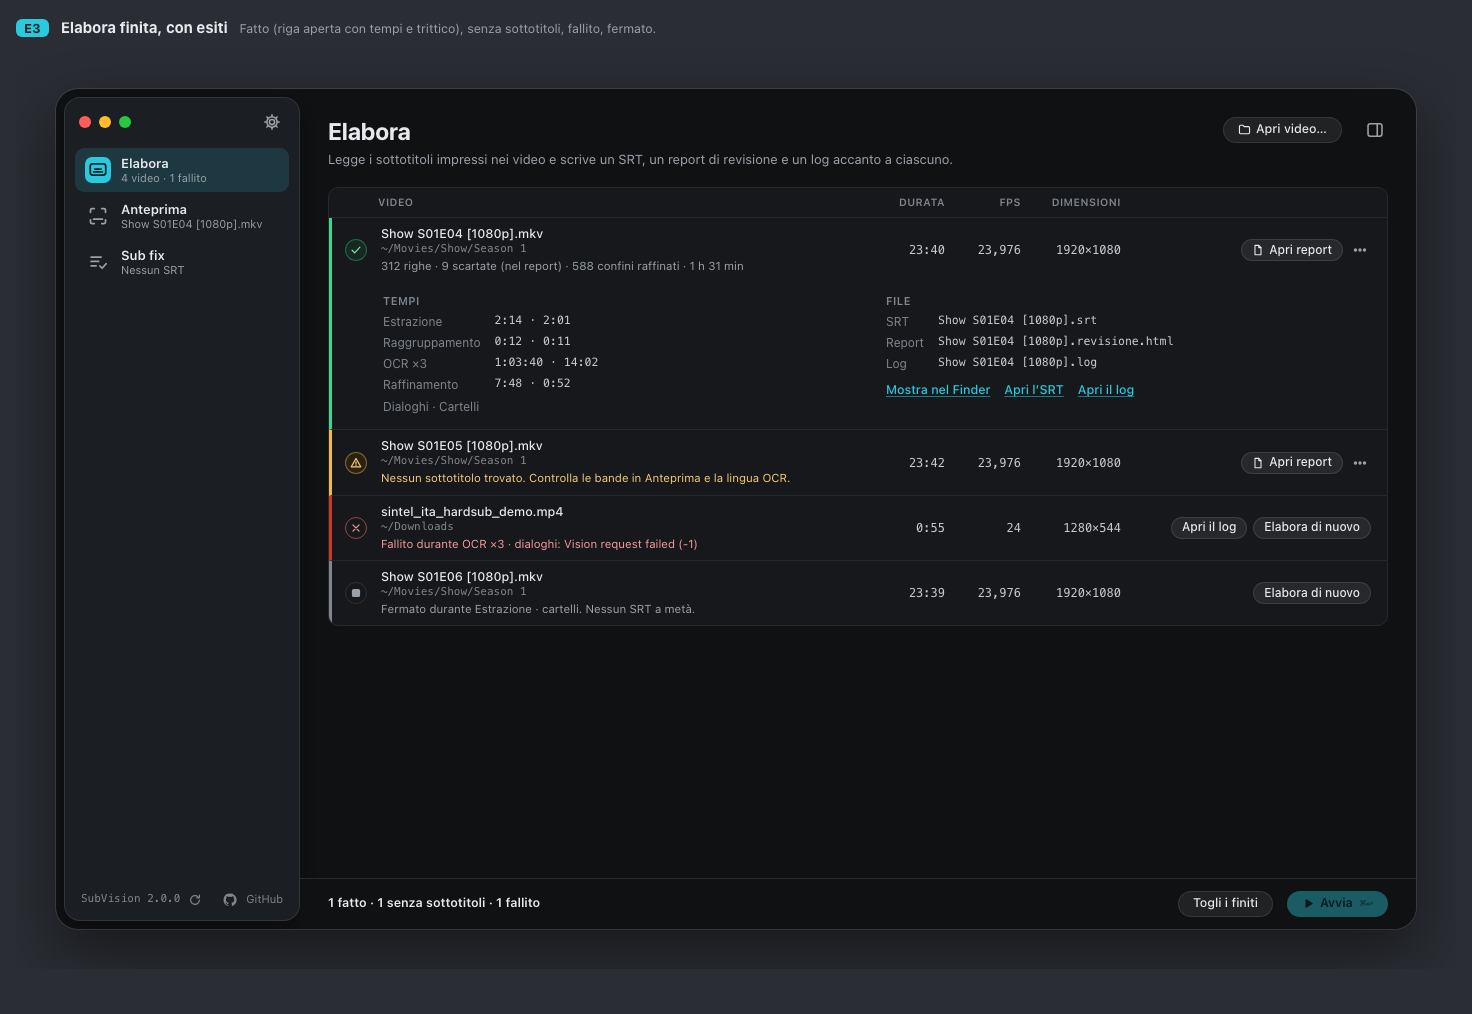 E3 Elabora finita, con esiti Fatto (riga aperta con tempi e trittico), senza sottotitoli, fallito, fermato.
Elabora
4 video · 1 fallito
Anteprima
Show S01E04 [1080p].mkv
Sub fix
Nessun SRT
SubVision 2.0.0 GitHub
Elabora
Apri video...
Legge i sottotitoli impressi nei video e scrive un SRT, un report di revisione e un log accanto a ciascuno.
VIDEO DURATA FPS DIMENSIONI
Show S01E04 [1080p].mkv
~/Movies/Show/Season 1 23:40 23,976 1920×1080 Apri report
312 righe · 9 scartate (nel report) · 588 confini raffinati · 1 h 31 min
TEMPI
Estrazione 2:14 · 2:01
Raggruppamento 0:12 · 0:11
OCR ×3 1:03:40 · 14:02
Raffinamento 7:48 · 0:52
Dialoghi · Cartelli
FILE
SRT Show S01E04 [1080p].srt
Report Show S01E04 [1080p].revisione.html
Log Show S01E04 [1080p].log
Mostra nel Finder Apri l'SRT Apri il log
Show S01E05 [1080p].mkv
~/Movies/Show/Season 1 23:42 23,976 1920×1080 Apri report
Nessun sottotitolo trovato. Controlla le bande in Anteprima e la lingua OCR.
sintel_ita_hardsub_demo.mp4
~/Downloads 0:55 24 1280×544 Apri il log Elabora di nuovo
Fallito durante OCR ×3 · dialoghi: Vision request failed (-1)
Show S01E06 [1080p].mkv
~/Movies/Show/Season 1 23:39 23,976 1920×1080 Elabora di nuovo
Fermato durante Estrazione · cartelli. Nessun SRT a metà.
1 fatto · 1 senza sottotitoli · 1 fallito Togli i finiti Avvia ⌘↩